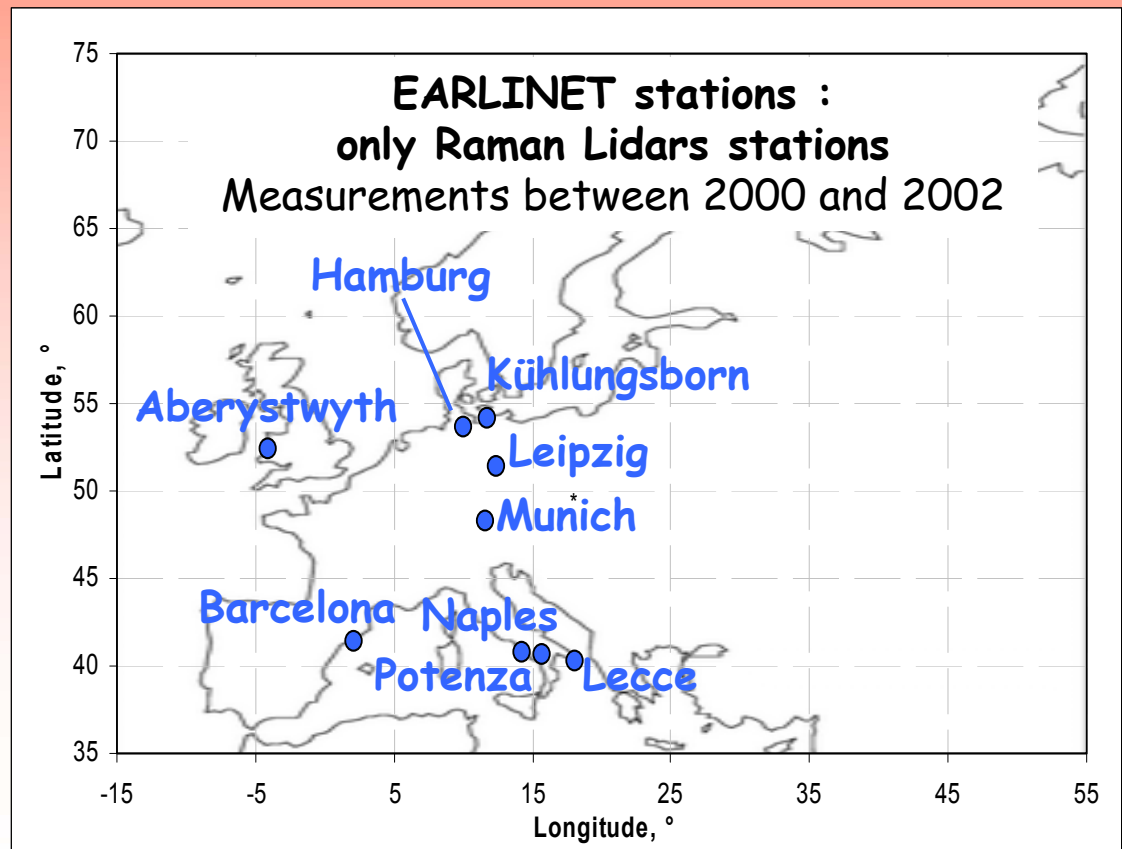 EARLINET stations :
only Raman Lidars stations
Measurements between 2000 and 2002
Hamburg
Kühlungsborn
Aberystwyth
Leipzig
*
Munich
Barcelona
Naples
Potenza
Lecce
Latitude, °
75
70
65
60
55
50
45
40
35
-15 -5 5 15 25 35 45 55
Longitude, °